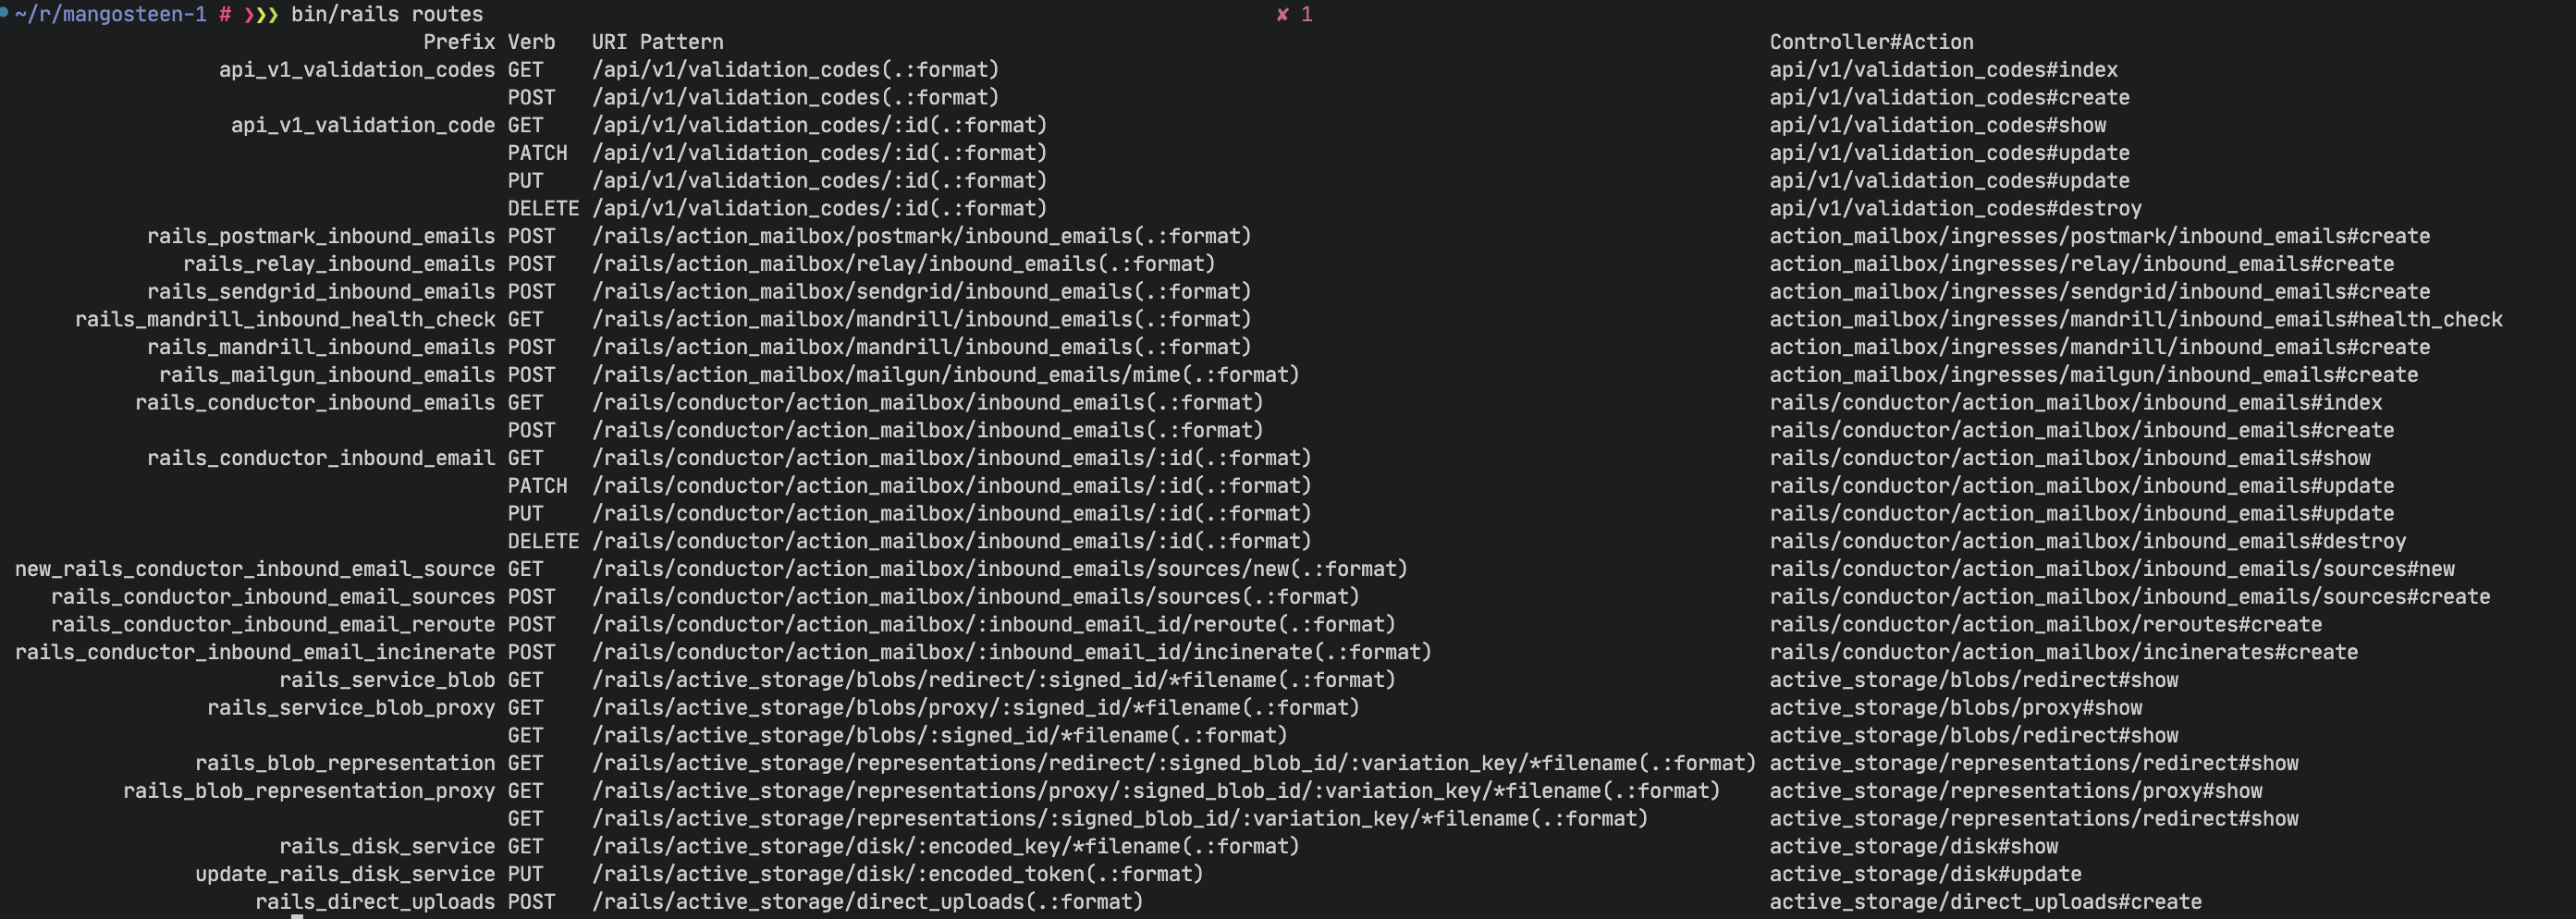 ~/r/mangosteen-1 # ❯❯❯ bin/rails routes ✘ 1
Prefix Verb URI Pattern Controller#Action
api_v1_validation_codes GET /api/v1/validation_codes(.:format) api/v1/validation_codes#index
POST /api/v1/validation_codes(.:format) api/v1/validation_codes#create
api_v1_validation_code GET /api/v1/validation_codes/:id(.:format) api/v1/validation_codes#show
PATCH /api/v1/validation_codes/:id(.:format) api/v1/validation_codes#update
PUT /api/v1/validation_codes/:id(.:format) api/v1/validation_codes#update
DELETE /api/v1/validation_codes/:id(.:format) api/v1/validation_codes#destroy
rails_postmark_inbound_emails POST /rails/action_mailbox/postmark/inbound_emails(.:format) action_mailbox/ingresses/postmark/inbound_emails#create
rails_relay_inbound_emails POST /rails/action_mailbox/relay/inbound_emails(.:format) action_mailbox/ingresses/relay/inbound_emails#create
rails_sendgrid_inbound_emails POST /rails/action_mailbox/sendgrid/inbound_emails(.:format) action_mailbox/ingresses/sendgrid/inbound_emails#create
rails_mandrill_inbound_health_check GET /rails/action_mailbox/mandrill/inbound_emails(.:format) action_mailbox/ingresses/mandrill/inbound_emails#health_check
rails_mandrill_inbound_emails POST /rails/action_mailbox/mandrill/inbound_emails(.:format) action_mailbox/ingresses/mandrill/inbound_emails#create
rails_mailgun_inbound_emails POST /rails/action_mailbox/mailgun/inbound_emails/mime(.:format) action_mailbox/ingresses/mailgun/inbound_emails#create
rails_conductor_inbound_emails GET /rails/conductor/action_mailbox/inbound_emails(.:format) rails/conductor/action_mailbox/inbound_emails#index
POST /rails/conductor/action_mailbox/inbound_emails(.:format) rails/conductor/action_mailbox/inbound_emails#create
rails_conductor_inbound_email GET /rails/conductor/action_mailbox/inbound_emails/:id(.:format) rails/conductor/action_mailbox/inbound_emails#show
PATCH /rails/conductor/action_mailbox/inbound_emails/:id(.:format) rails/conductor/action_mailbox/inbound_emails#update
PUT /rails/conductor/action_mailbox/inbound_emails/:id(.:format) rails/conductor/action_mailbox/inbound_emails#update
DELETE /rails/conductor/action_mailbox/inbound_emails/:id(.:format) rails/conductor/action_mailbox/inbound_emails#destroy
new_rails_conductor_inbound_email_source GET /rails/conductor/action_mailbox/inbound_emails/sources/new(.:format) rails/conductor/action_mailbox/inbound_emails/sources#new
rails_conductor_inbound_email_sources POST /rails/conductor/action_mailbox/inbound_emails/sources(.:format) rails/conductor/action_mailbox/inbound_emails/sources#create
rails_conductor_inbound_email_reroute POST /rails/conductor/action_mailbox/:inbound_email_id/reroute(.:format) rails/conductor/action_mailbox/reroutes#create
rails_conductor_inbound_email_incinerate POST /rails/conductor/action_mailbox/:inbound_email_id/incinerate(.:format) rails/conductor/action_mailbox/incinerates#create
rails_service_blob GET /rails/active_storage/blobs/redirect/:signed_id/*filename(.:format) active_storage/blobs/redirect#show
rails_service_blob_proxy GET /rails/active_storage/blobs/proxy/:signed_id/*filename(.:format) active_storage/blobs/proxy#show
GET /rails/active_storage/blobs/:signed_id/*filename(.:format) active_storage/blobs/redirect#show
rails_blob_representation GET /rails/active_storage/representations/redirect/:signed_blob_id/:variation_key/*filename(.:format) active_storage/representations/redirect#show
rails_blob_representation_proxy GET /rails/active_storage/representations/proxy/:signed_blob_id/:variation_key/*filename(.:format) active_storage/representations/proxy#show
GET /rails/active_storage/representations/:signed_blob_id/:variation_key/*filename(.:format) active_storage/representations/redirect#show
rails_disk_service GET /rails/active_storage/disk/:encoded_key/*filename(.:format) active_storage/disk#show
update_rails_disk_service PUT /rails/active_storage/disk/:encoded_token(.:format) active_storage/disk#update
rails_direct_uploads POST /rails/active_storage/direct_uploads(.:format) active_storage/direct_uploads#create